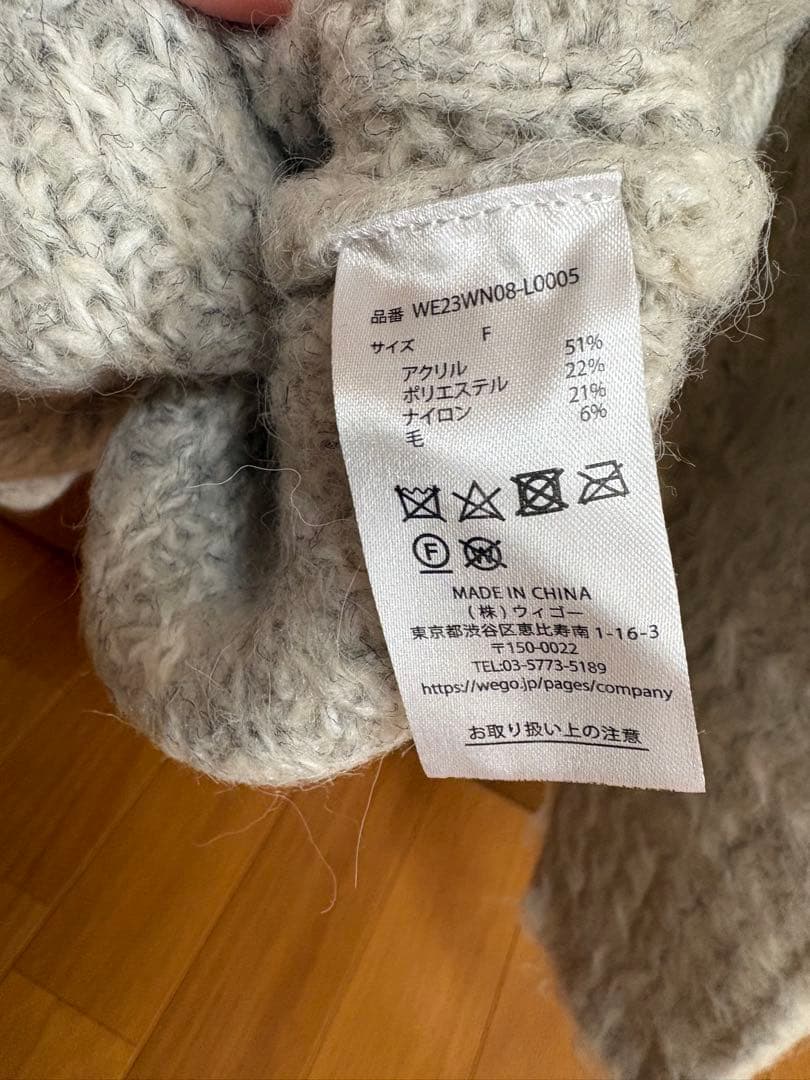 品番 WE23WN08-L0005
サイズ F
アクリル 51%
ポリエステル 22%
ナイロン 21%
毛 6%
F W
MADE IN CHINA
(株)ウィゴー
東京都渋谷区恵比寿南 1-16-3
〒150-0022
TEL:03-5773-5189
https://wego.jp/pages/company
お取り扱い上の注意